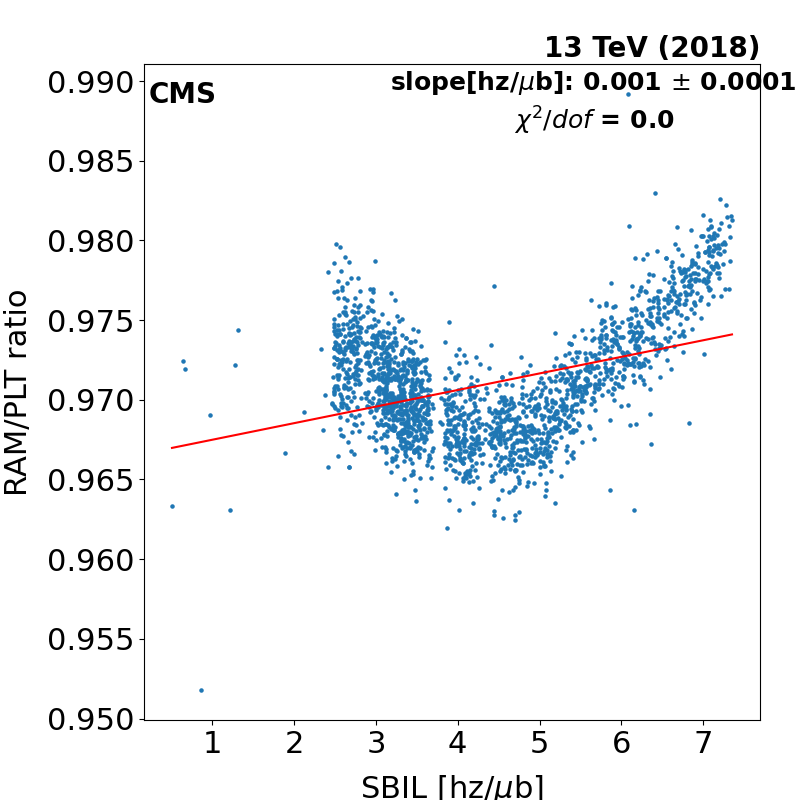 13 TeV (2018)
CMS
slope[hz/μb]: 0.001 ± 0.0001
χ²/dof = 0.0
RAM/PLT ratio
0.990
0.985
0.980
0.975
0.970
0.965
0.960
0.955
0.950
1 2 3 4 5 6 7
SBIL [hz/μb]